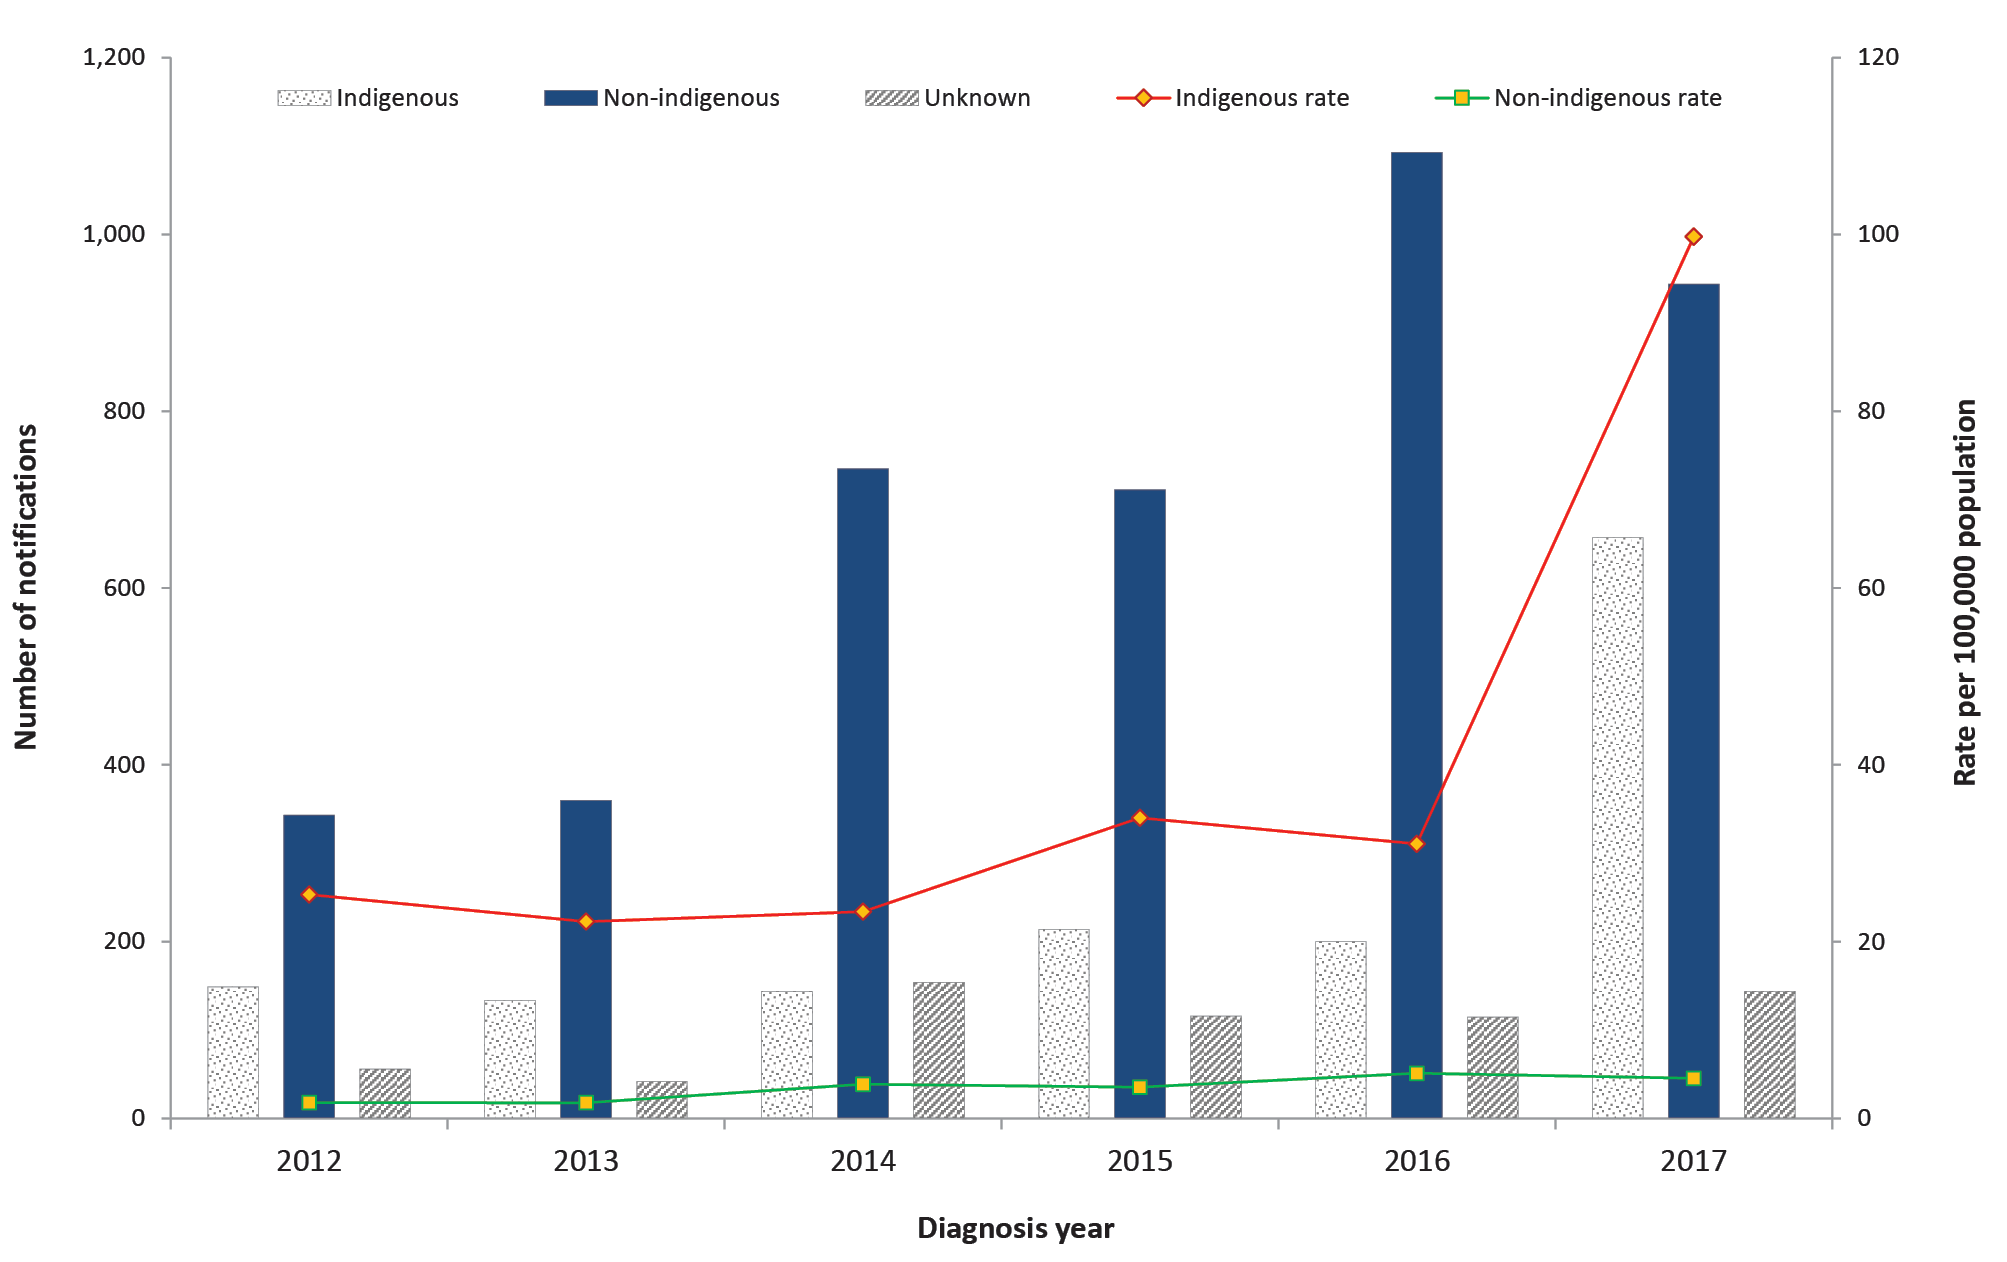 Indigenous
Non-indigenous
Unknown
Indigenous rate
Non-indigenous rate
1,200
1,000
800
600
400
200
0
Number of notifications
120
100
80
60
40
20
0
Rate per 100,000 population
2012
2013
2014
2015
2016
2017
Diagnosis year